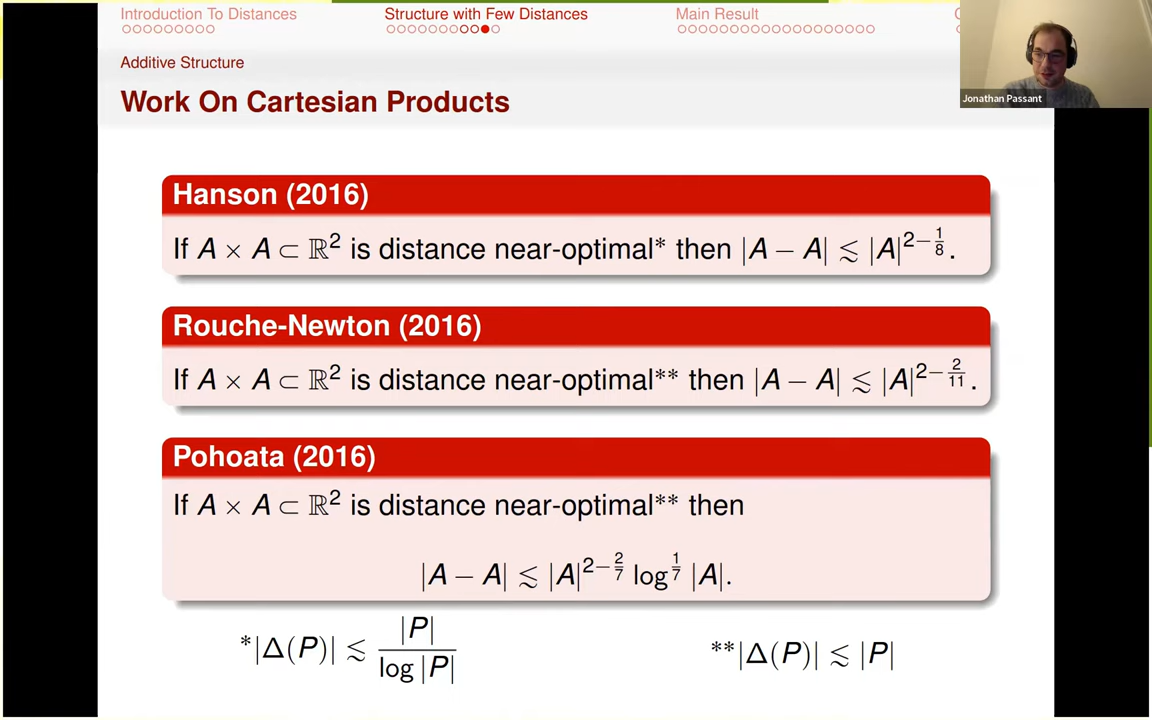 Introduction To Distances Structure with Few Distances Main Result C
Jonathan Passant
Additive Structure
Work On Cartesian Products
Hanson (2016)
If A × A ⊂ ℝ² is distance near-optimal* then |A − A| ≲ |A|^{2−1/8}.
Rouche-Newton (2016)
If A × A ⊂ ℝ² is distance near-optimal** then |A − A| ≲ |A|^{2−2/11}.
Pohoata (2016)
If A × A ⊂ ℝ² is distance near-optimal** then
|A − A| ≲ |A|^{2−2/7} log^{1/7} |A|.
*|Δ(P)| ≲ |P| / log |P| **|Δ(P)| ≲ |P|